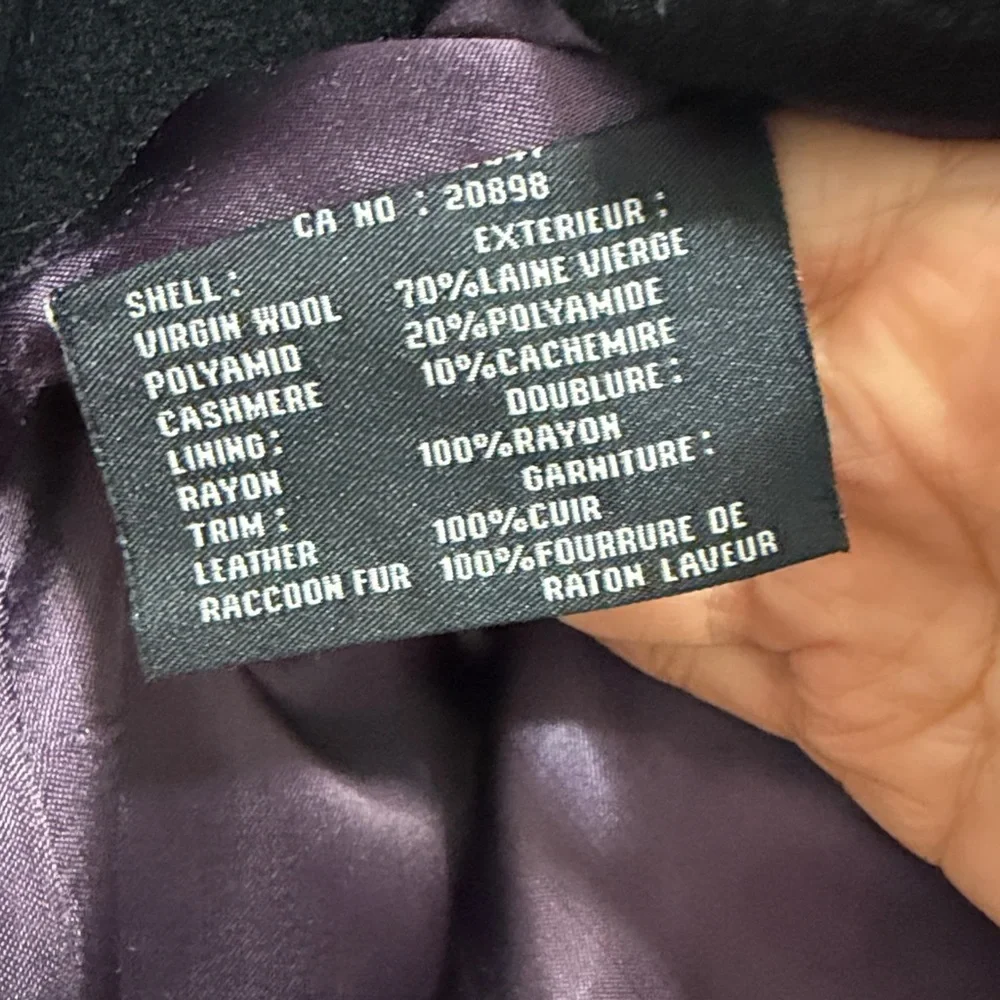 CA NO : 20898
SHELL: EXTERIEUR :
VIRGIN WOOL 70%LAINE VIERGE
POLYAMID 20%POLYAMIDE
CASHMERE 10%CACHEMIRE
LINING: DOUBLURE :
RAYON 100%RAYON
TRIM: GARNITURE :
LEATHER 100%CUIR
RACCOON FUR 100%FOURRURE DE
RATON LAVEUR